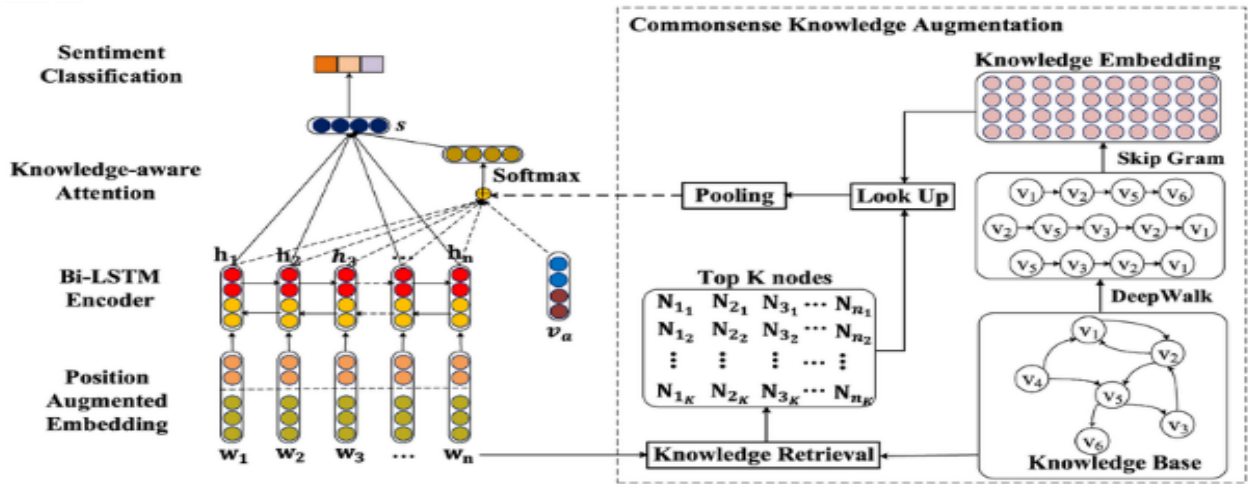 Commonsense Knowledge Augmentation
Sentiment
Classification
Knowledge Embedding
s
Knowledge-aware
Attention
Softmax
Skip Gram
Pooling
Look Up
v₁ v₂ v₅ v₆
v₂ v₅ v₃ v₂ v₁
v₅ v₃ v₂ v₁
h₁ h₂ h₃ ... hₙ
Bi-LSTM
Encoder
vₐ
Top K nodes
N₁₁ N₂₁ N₃₁ ... Nₙ₁
N₁₂ N₂₂ N₃₂ ... Nₙ₂
N₁ₖ N₂ₖ N₃ₖ ... Nₙₖ
DeepWalk
v₁
v₂
v₄
v₅
v₃
v₆
Position
Augmented
Embedding
w₁ w₂ w₃ ... wₙ
Knowledge Retrieval
Knowledge Base